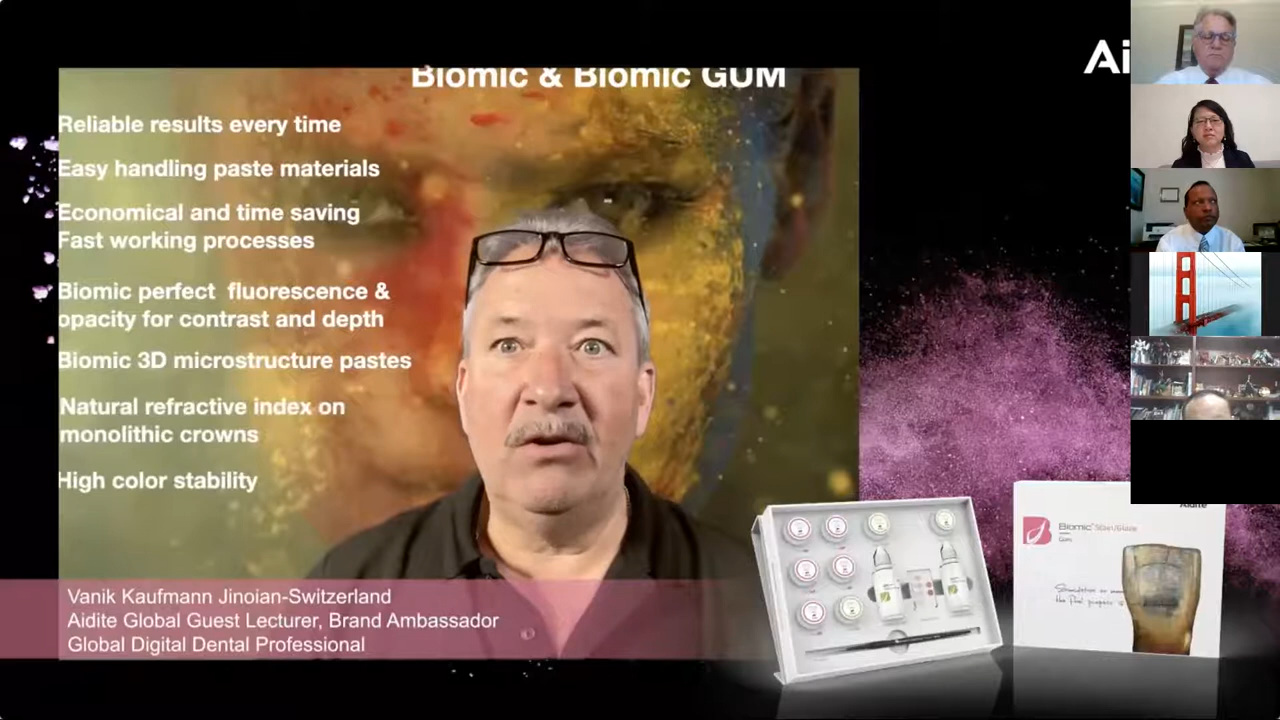 Biomic & Biomic GUM
Ai
Reliable results every time
Easy handling paste materials
Economical and time saving
Fast working processes
Biomic perfect fluorescence &
opacity for contrast and depth
Biomic 3D microstructure pastes
Natural refractive index on
monolithic crowns
High color stability
Vanik Kaufmann Jinoian-Switzerland
Aidite Global Guest Lecturer, Brand Ambassador
Global Digital Dental Professional
Aidite
Biomic Stain/Glaze
Gum